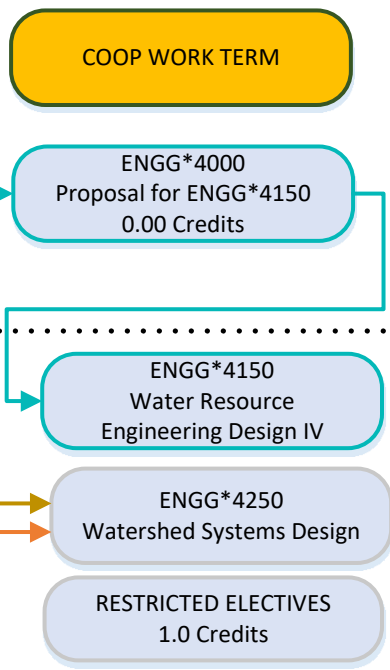 COOP WORK TERM
ENGG*4000
Proposal for ENGG*4150
0.00 Credits
ENGG*4150
Water Resource
Engineering Design IV
ENGG*4250
Watershed Systems Design
RESTRICTED ELECTIVES
1.0 Credits